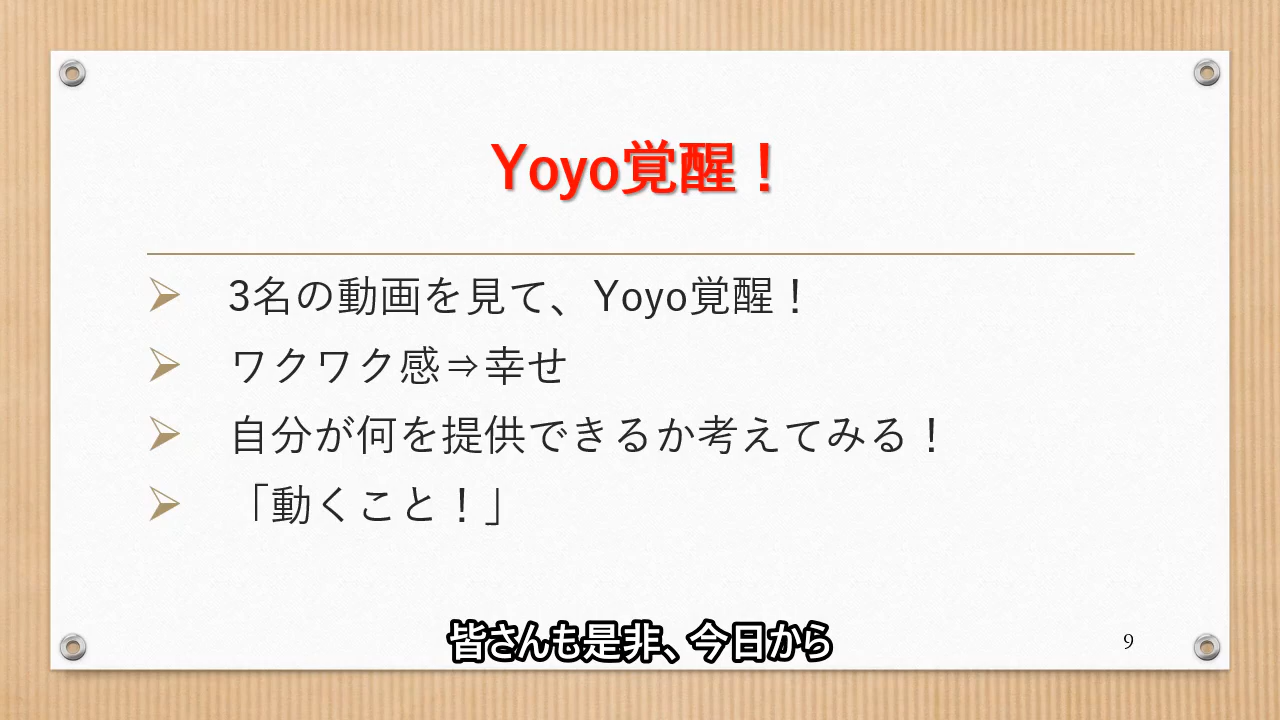 Yoyo覚醒！
3名の動画を見て、Yoyo覚醒！
ワクワク感⇒幸せ
自分が何を提供できるか考えてみる！
「動くこと！」
皆さんも是非、今日から
9